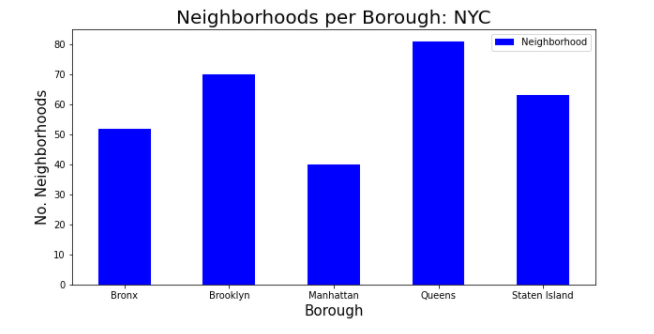 Neighborhoods per Borough: NYC
Neighborhood
No. Neighborhoods
80
70
60
50
40
30
20
10
0
Bronx Brooklyn Manhattan Queens Staten Island
Borough